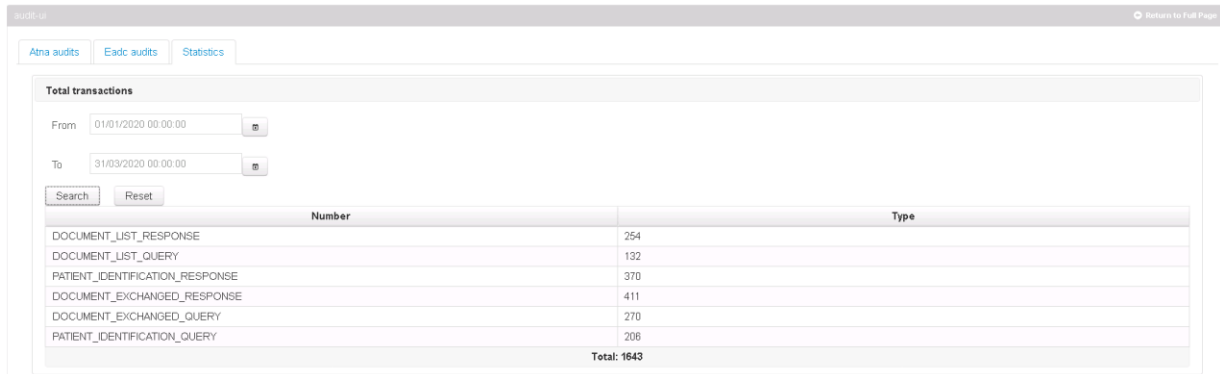 audit-ui Return to Full Page
Atna audits Eadc audits Statistics
Total transactions
From 01/01/2020 00:00:00
To 31/03/2020 00:00:00
Search Reset
Number Type
DOCUMENT_LIST_RESPONSE 254
DOCUMENT_LIST_QUERY 132
PATIENT_IDENTIFICATION_RESPONSE 370
DOCUMENT_EXCHANGED_RESPONSE 411
DOCUMENT_EXCHANGED_QUERY 270
PATIENT_IDENTIFICATION_QUERY 206
Total: 1643